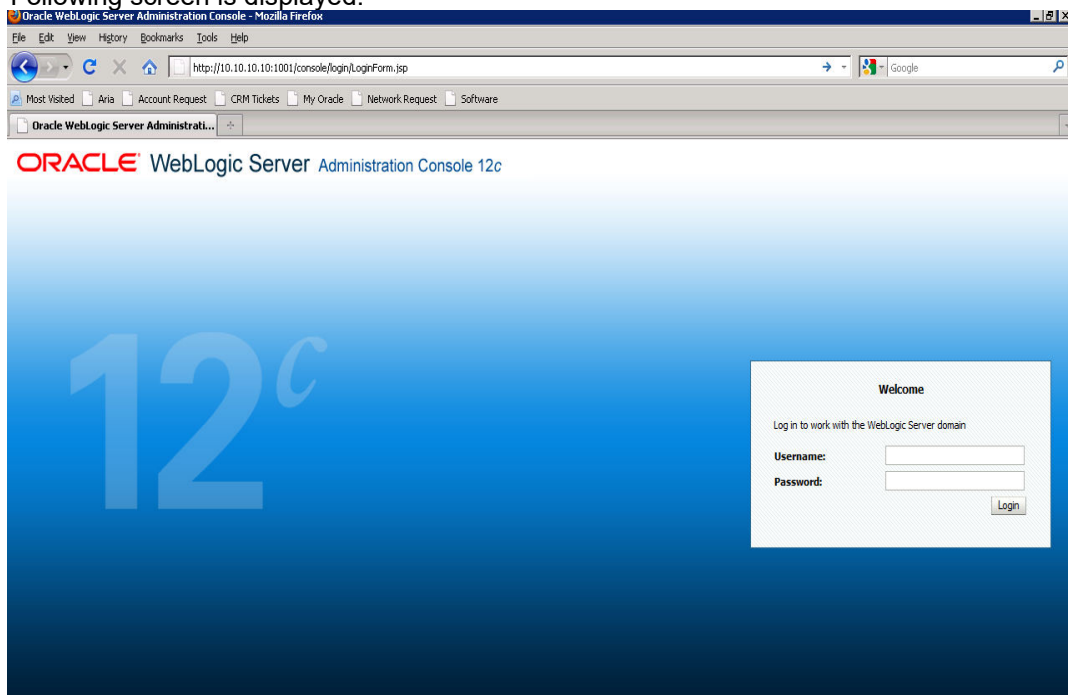 Following screen is displayed:
Oracle WebLogic Server Administration Console - Mozilla Firefox
File Edit View History Bookmarks Tools Help
http://10.10.10.10:1001/console/login/LoginForm.jsp Google
Most Visited Aria Account Request CRM Tickets My Oracle Network Request Software
Oracle WebLogic Server Administrati...
ORACLE WebLogic Server Administration Console 12c
12c
Welcome
Log in to work with the WebLogic Server domain
Username:
Password:
Login